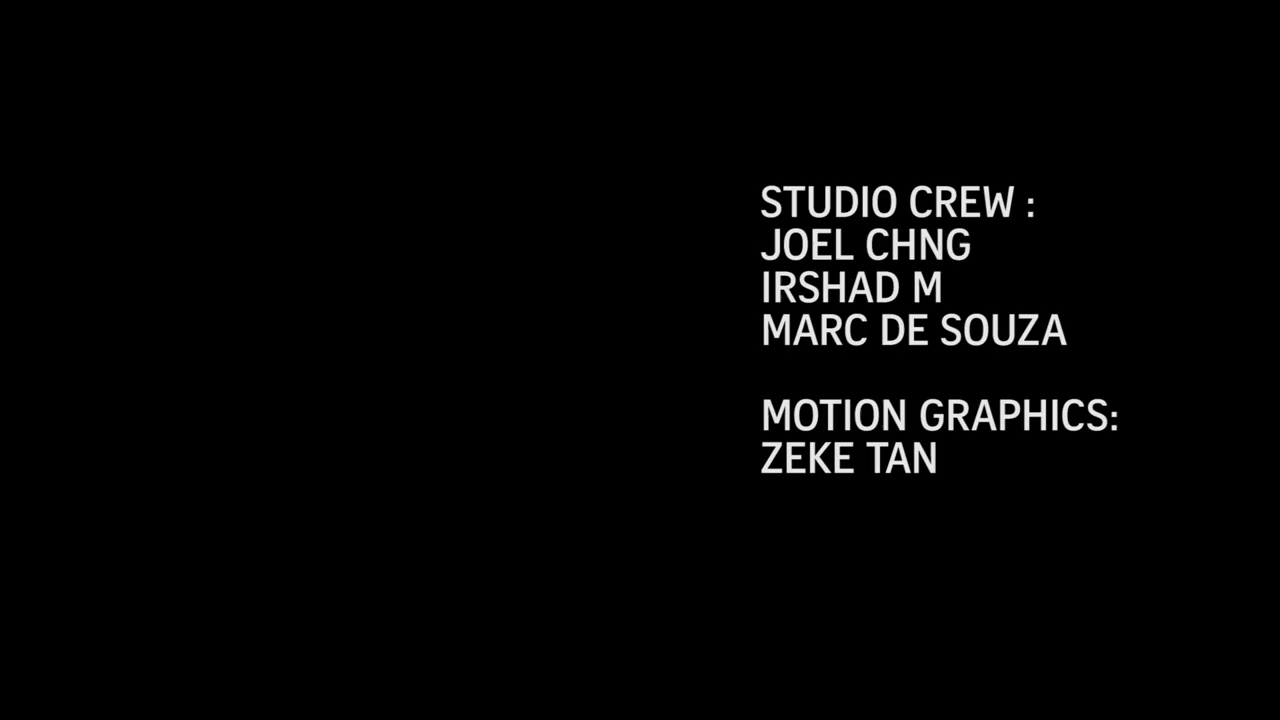 STUDIO CREW :
JOEL CHNG
IRSHAD M
MARC DE SOUZA
MOTION GRAPHICS:
ZEKE TAN